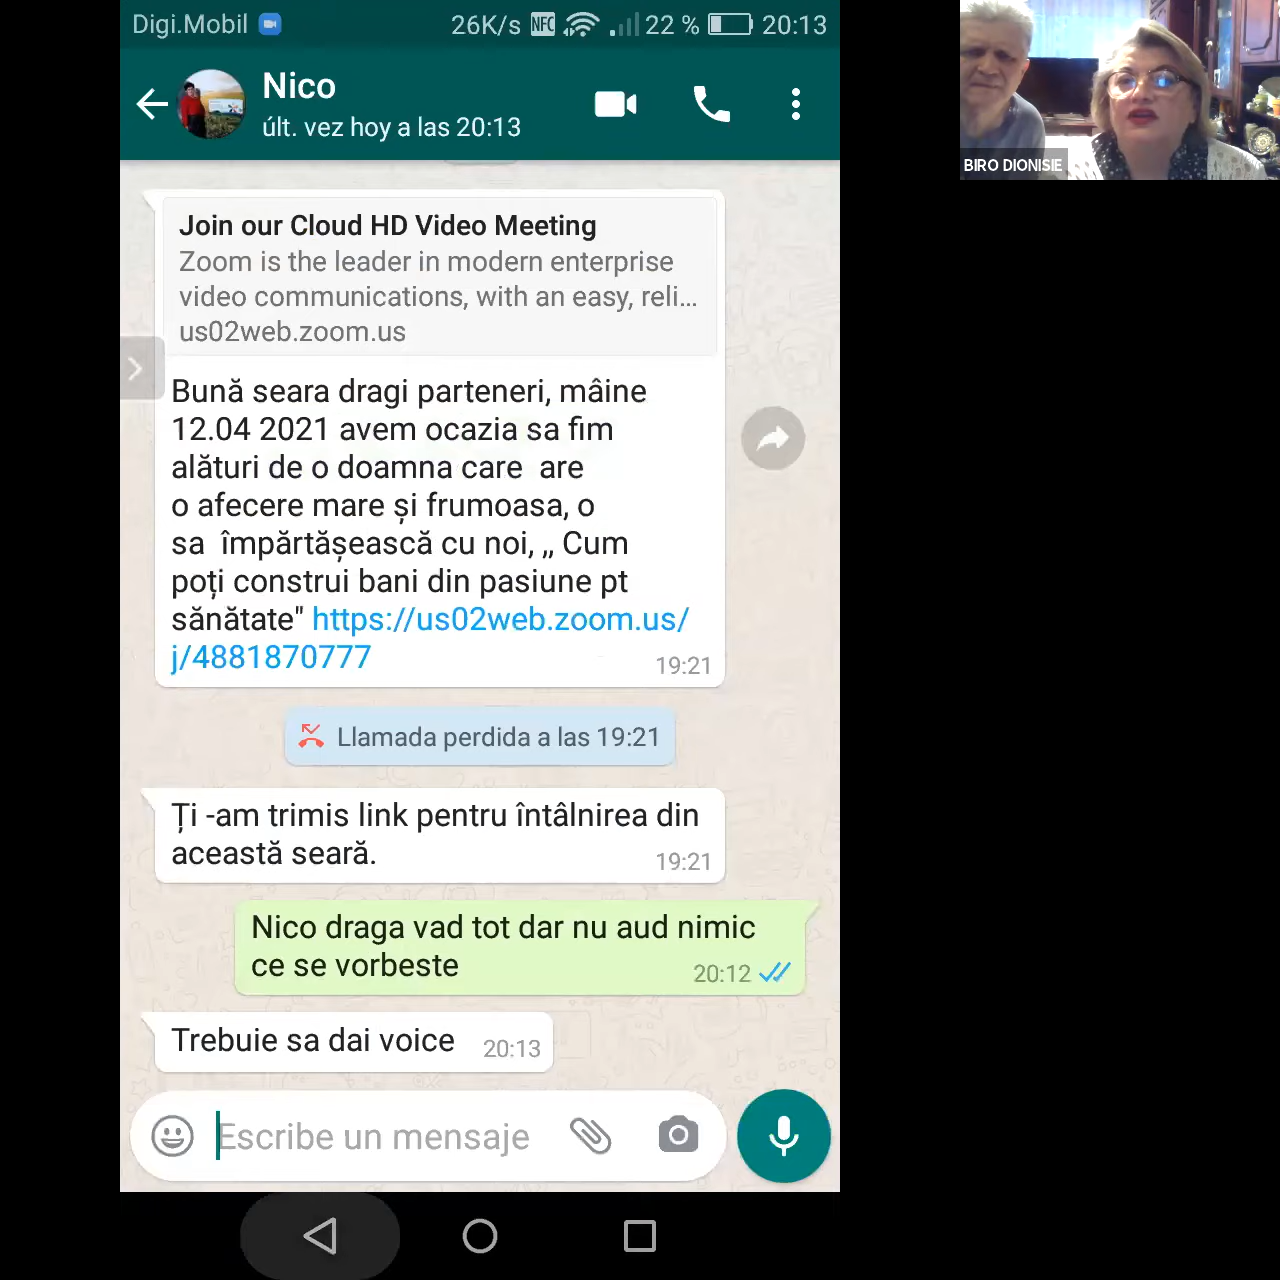 Digi.Mobil 26K/s NFC 22 % 20:13
Nico
últ. vez hoy a las 20:13
BIRO DIONISIE
Join our Cloud HD Video Meeting
Zoom is the leader in modern enterprise
video communications, with an easy, reli...
us02web.zoom.us
Bună seara dragi parteneri, mâine
12.04 2021 avem ocazia sa fim
alături de o doamna care  are
o afecere mare și frumoasa, o
sa  împărtășească cu noi, ,, Cum
poți construi bani din pasiune pt
sănătate" https://us02web.zoom.us/
j/4881870777 19:21
Llamada perdida a las 19:21
Ți -am trimis link pentru întâlnirea din
această seară. 19:21
Nico draga vad tot dar nu aud nimic
ce se vorbeste 20:12
Trebuie sa dai voice 20:13
Escribe un mensaje